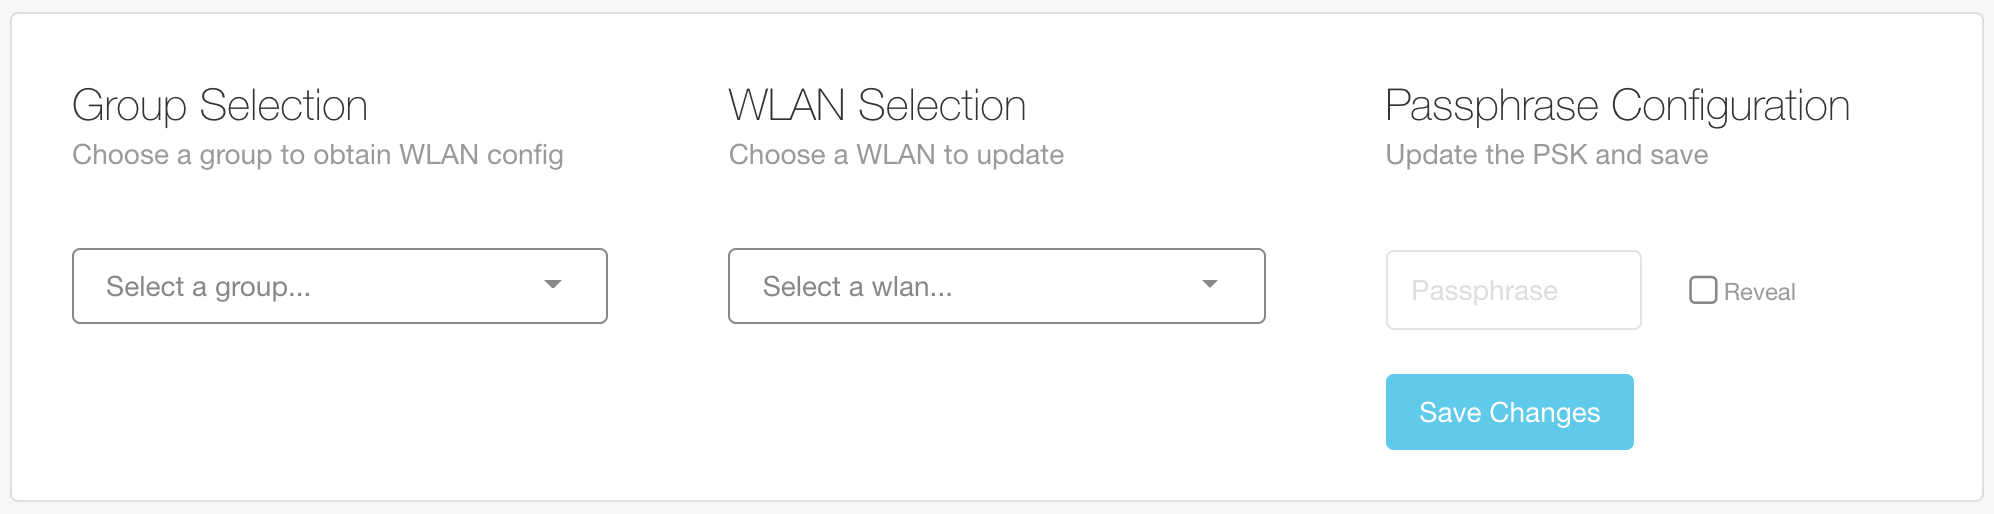 Group Selection
Choose a group to obtain WLAN config
Select a group...
WLAN Selection
Choose a WLAN to update
Select a wlan...
Passphrase Configuration
Update the PSK and save
Passphrase
Reveal
Save Changes